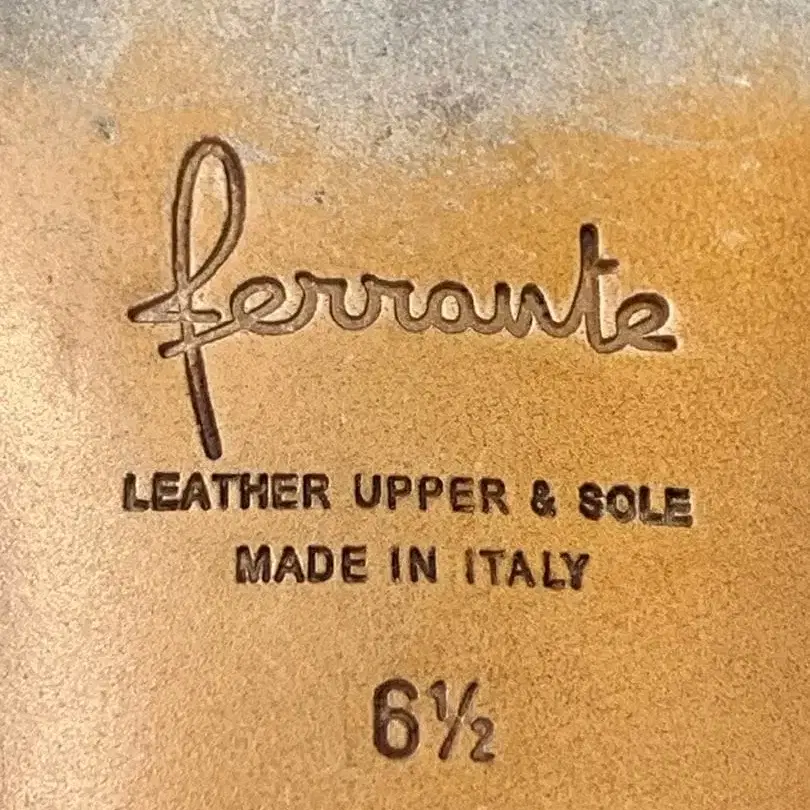 ferrante
LEATHER UPPER & SOLE
MADE IN ITALY
6½